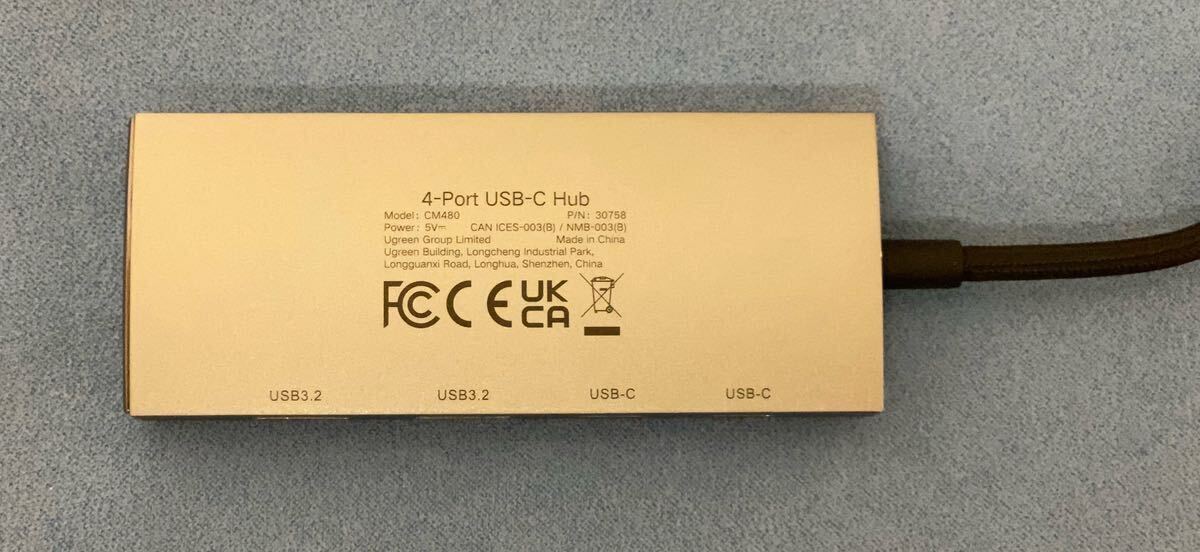 4-Port USB-C Hub
Model: CM480 P/N: 30758
Power: 5V⎓ CAN ICES-003(B) / NMB-003(B)
Ugreen Group Limited Made in China
Ugreen Building, Longcheng Industrial Park,
Longguanxi Road, Longhua, Shenzhen, China
FCC CE UK
CA
USB3.2 USB3.2 USB-C USB-C